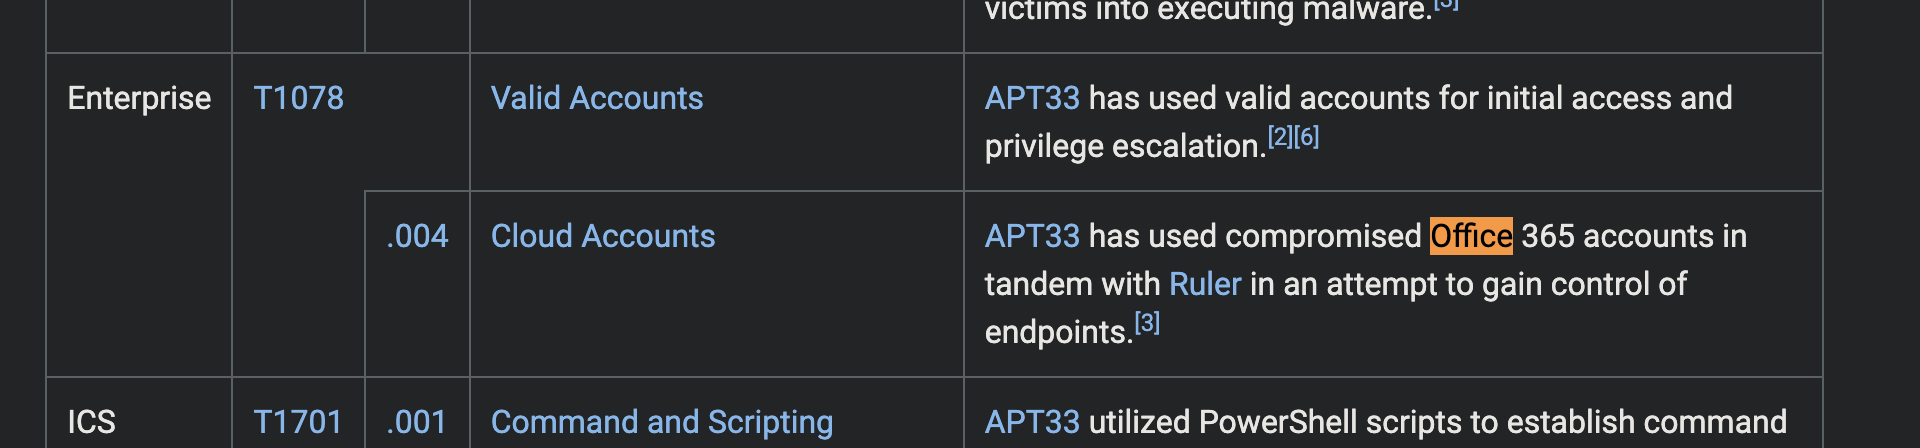 victims into executing malware.[3]
Enterprise T1078 Valid Accounts APT33 has used valid accounts for initial access and
privilege escalation.[2][6]
.004 Cloud Accounts APT33 has used compromised Office 365 accounts in
tandem with Ruler in an attempt to gain control of
endpoints.[3]
ICS T1701 .001 Command and Scripting APT33 utilized PowerShell scripts to establish command